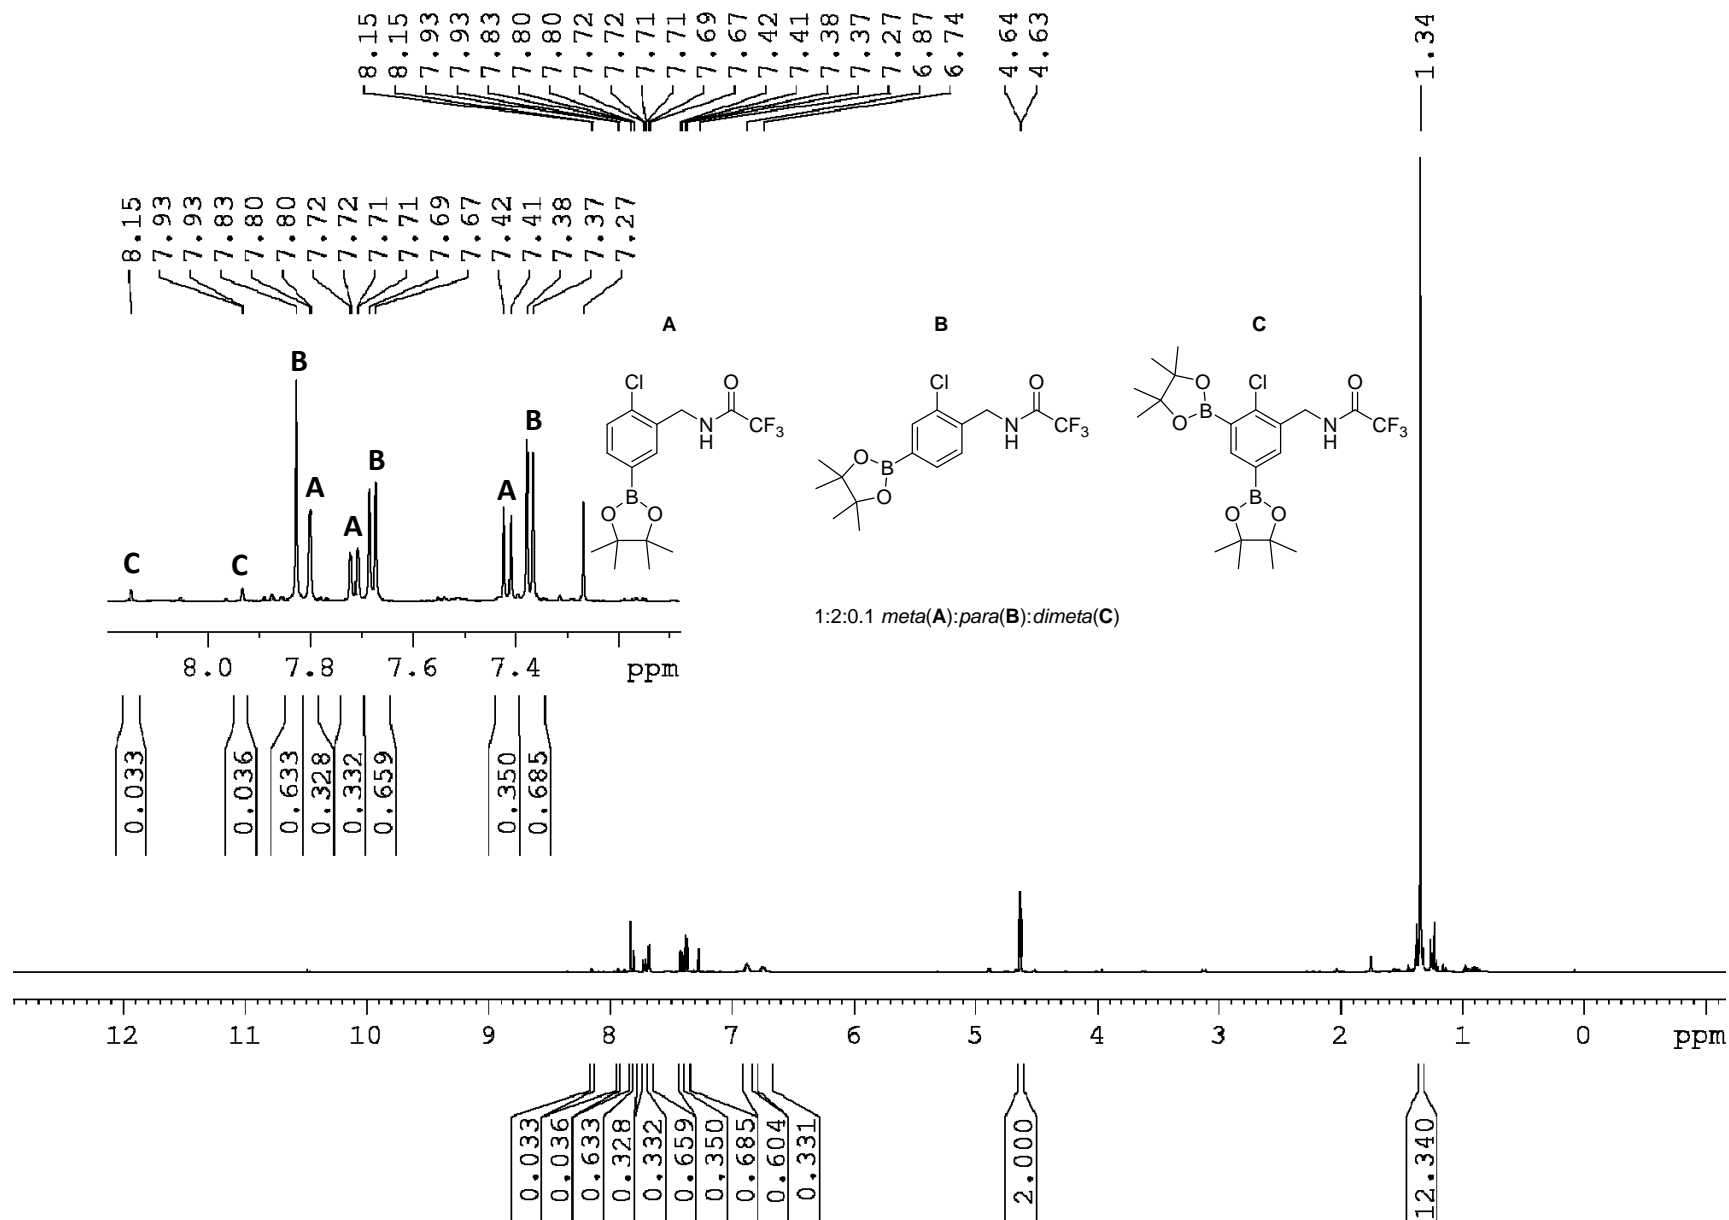 8.15 8.15 7.93 7.93 7.83 7.80 7.80 7.72 7.72 7.71 7.71 7.69 7.67 7.42 7.41 7.38 7.37 7.27 6.87 6.74 4.64 4.63 1.34
8.15 7.93 7.93 7.83 7.80 7.80 7.72 7.72 7.71 7.71 7.69 7.67 7.42 7.41 7.38 7.37 7.27
A B C
B A A B A B C C
Cl O N H CF3 B O O
Cl O N H CF3 O B O
O B O Cl O N H CF3 B O O
1:2:0.1 meta(A):para(B):dimeta(C)
8.0 7.8 7.6 7.4 ppm
0.033 0.036 0.633 0.328 0.332 0.659 0.350 0.685
12 11 10 9 8 7 6 5 4 3 2 1 0 ppm
0.033 0.036 0.633 0.328 0.332 0.659 0.350 0.685 0.604 0.331 2.000 12.340